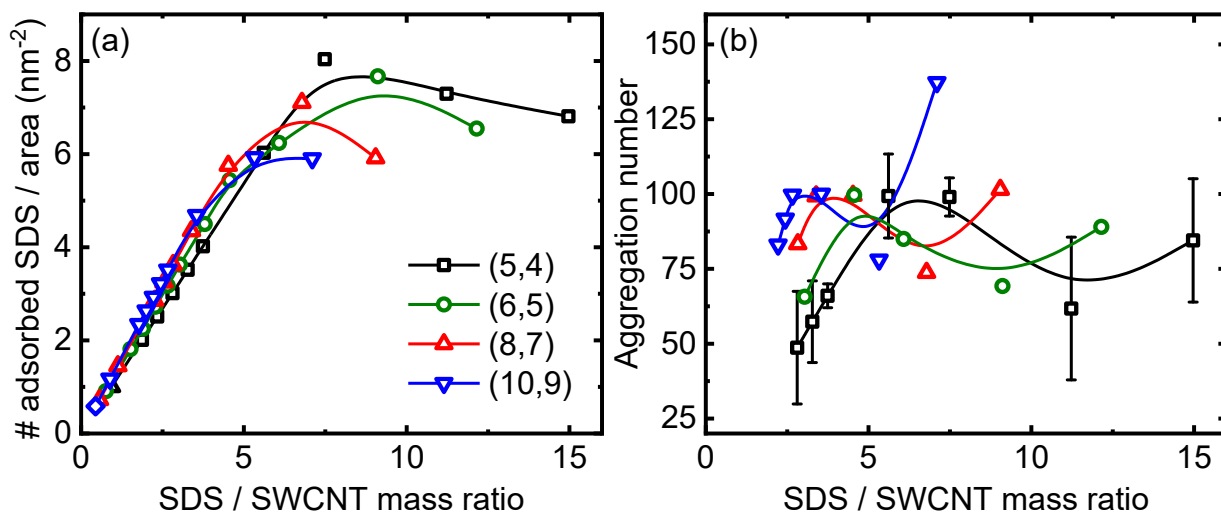 (a)
# adsorbed SDS / area (nm⁻²)
8
6
4
2
0
(5,4)
(6,5)
(8,7)
(10,9)
0 5 10 15
SDS / SWCNT mass ratio
(b)
Aggregation number
150
125
100
75
50
25
0 5 10 15
SDS / SWCNT mass ratio